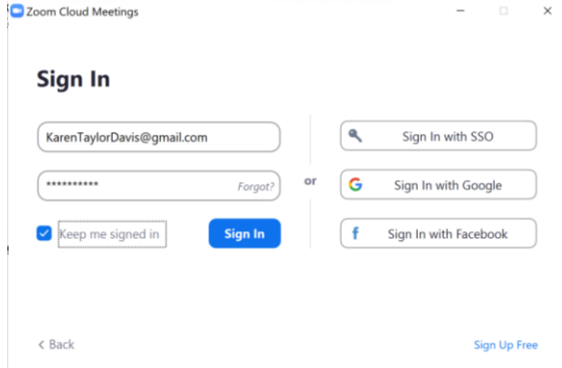 Zoom Cloud Meetings
Sign In
KarenTaylorDavis@gmail.com
********** Forgot?
Keep me signed in
Sign In
or
Sign In with SSO
Sign In with Google
Sign In with Facebook
< Back
Sign Up Free